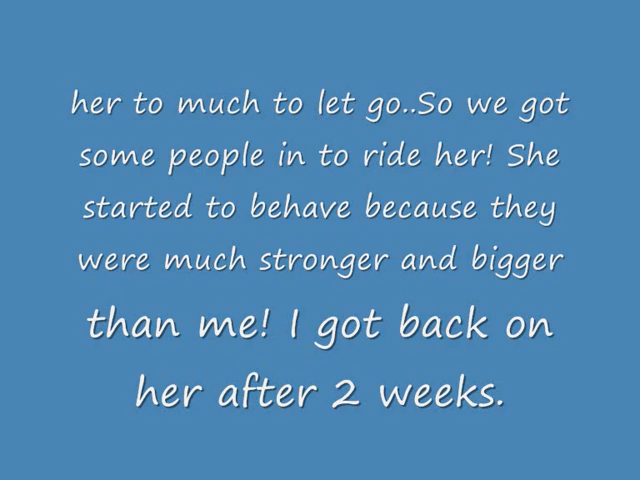 her to much to let go..So we got
some people in to ride her! She
started to behave because they
were much stronger and bigger
than me! I got back on
her after 2 weeks.